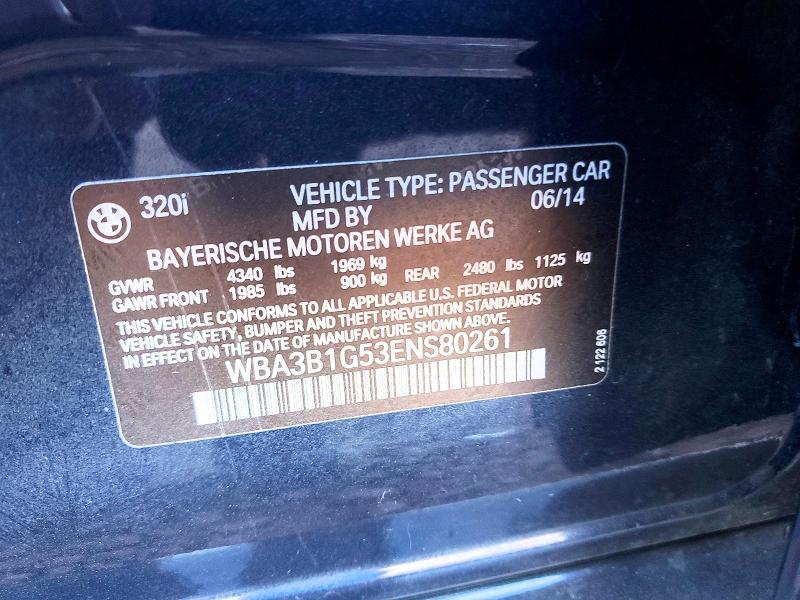 320i VEHICLE TYPE: PASSENGER CAR
MFD BY 06/14
BAYERISCHE MOTOREN WERKE AG
GVWR 4340 lbs 1969 kg
GAWR FRONT 1985 lbs 900 kg REAR 2480 lbs 1125 kg
THIS VEHICLE CONFORMS TO ALL APPLICABLE U.S. FEDERAL MOTOR
VEHICLE SAFETY, BUMPER AND THEFT PREVENTION STANDARDS
IN EFFECT ON THE DATE OF MANUFACTURE SHOWN ABOVE.
WBA3B1G53ENS80261
2 122 606